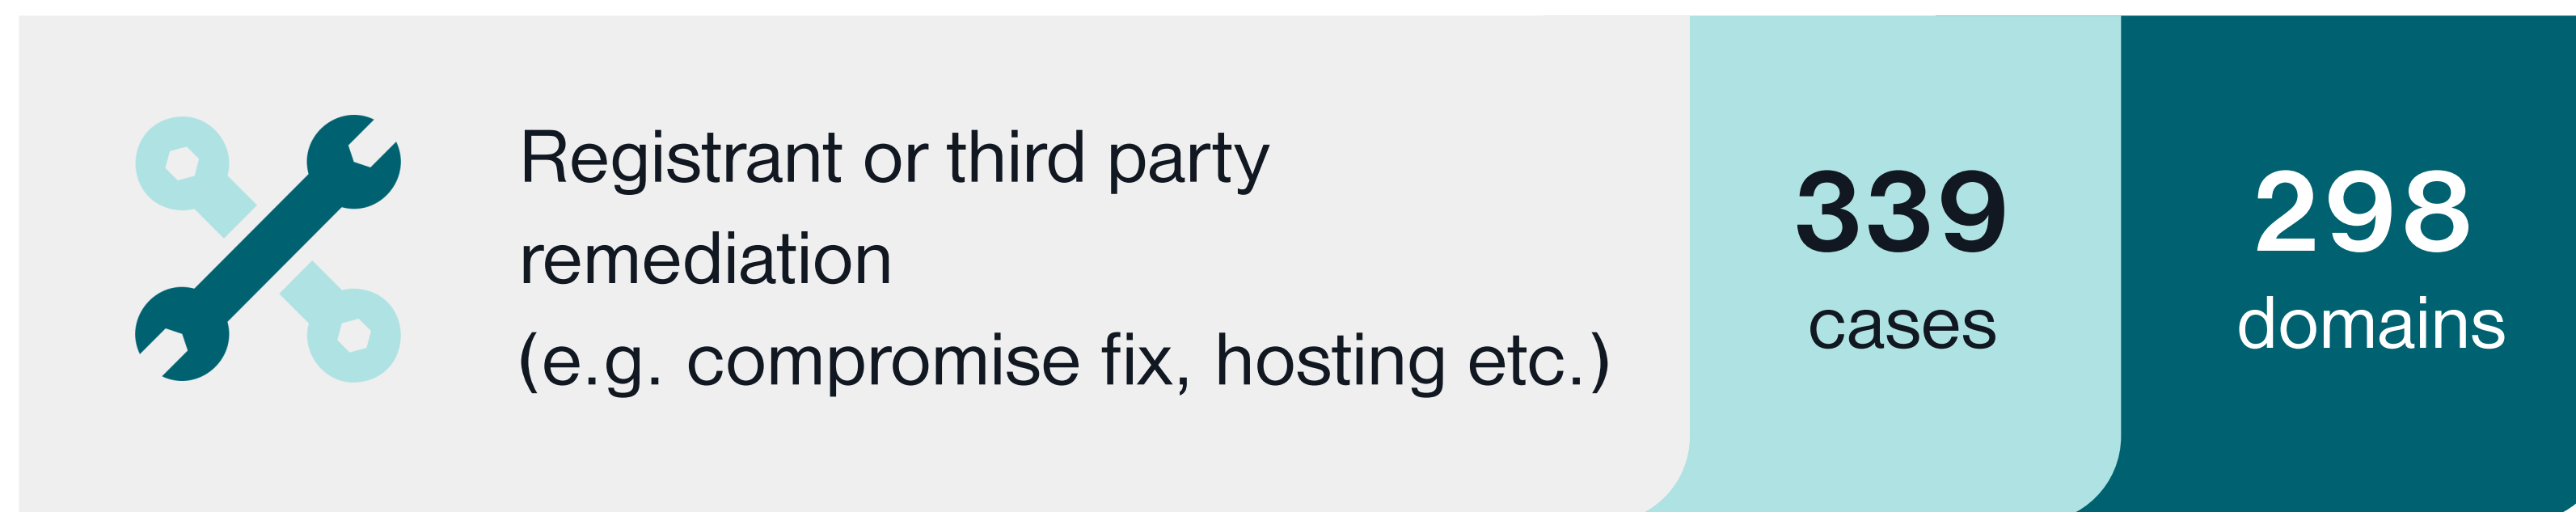 Registrant or third party
remediation
(e.g. compromise fix, hosting etc.)
339
cases
298
domains